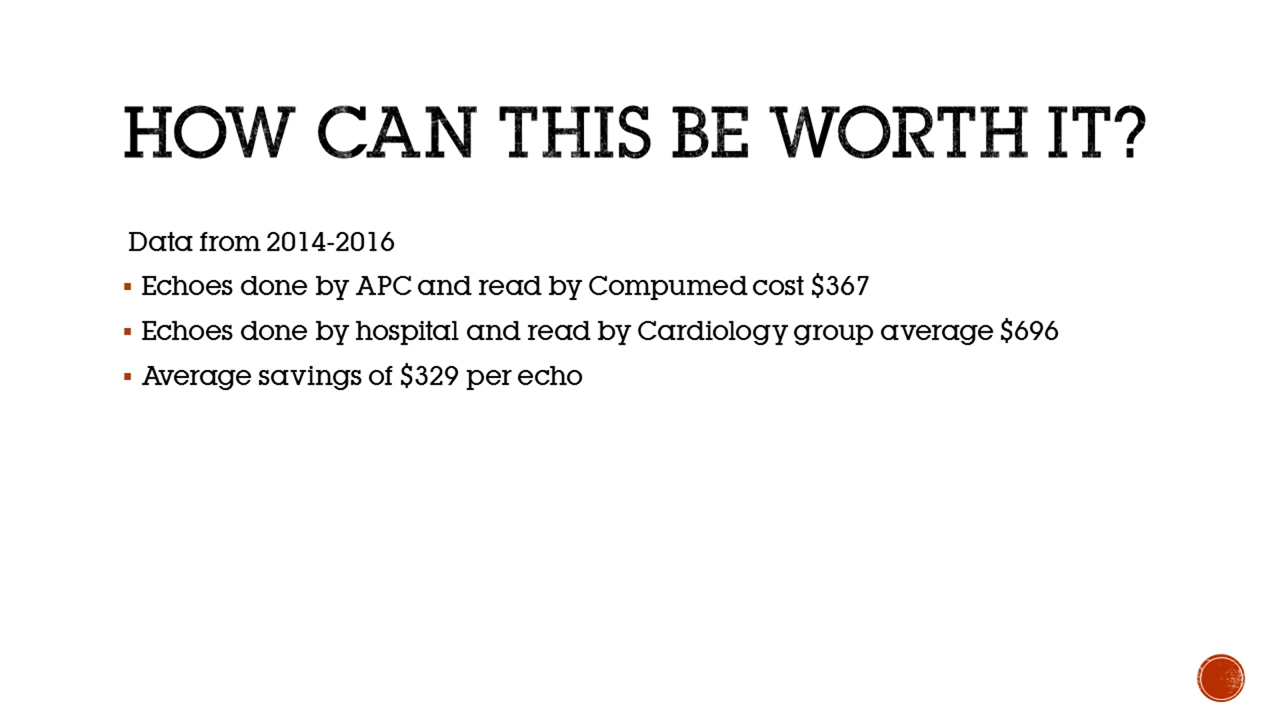 HOW CAN THIS BE WORTH IT?
Data from 2014-2016
▪ Echoes done by APC and read by Compumed cost $367
▪ Echoes done by hospital and read by Cardiology group average $696
▪ Average savings of $329 per echo